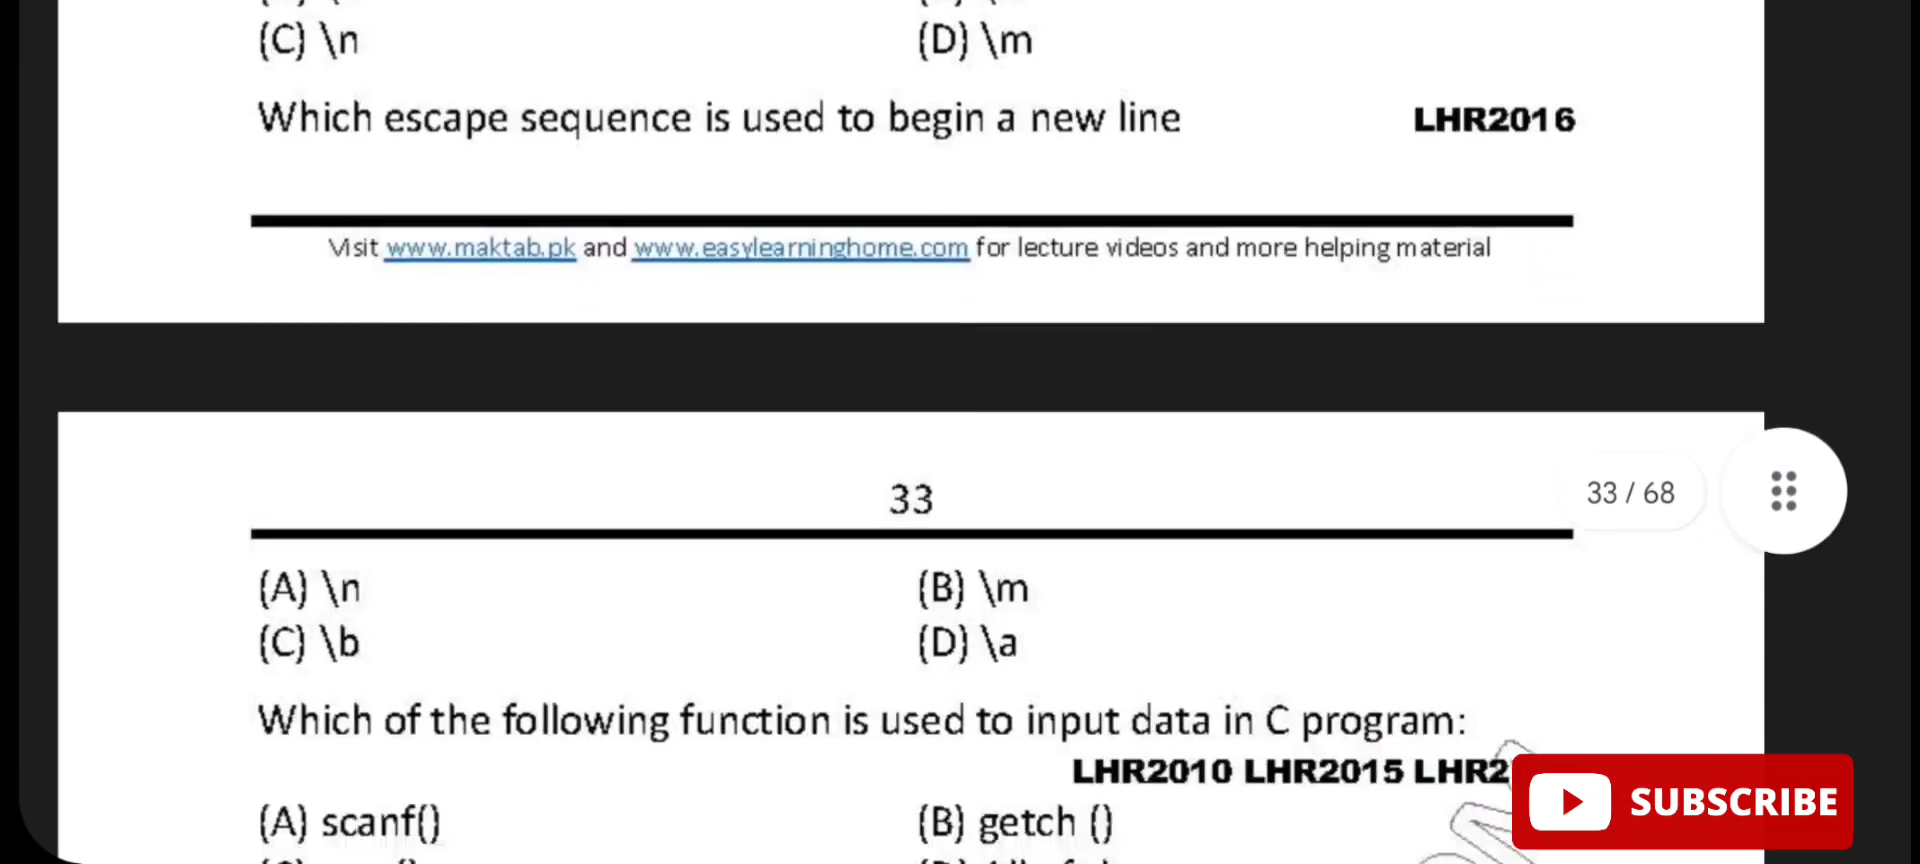 (C) \n (D) \m
Which escape sequence is used to begin a new line LHR2016
Visit www.maktab.pk and www.easylearninghome.com for lecture videos and more helping material
33
33 / 68
(A) \n (B) \m
(C) \b (D) \a
Which of the following function is used to input data in C program:
LHR2010 LHR2015
SUBSCRIBE
(A) scanf() (B) getch ()